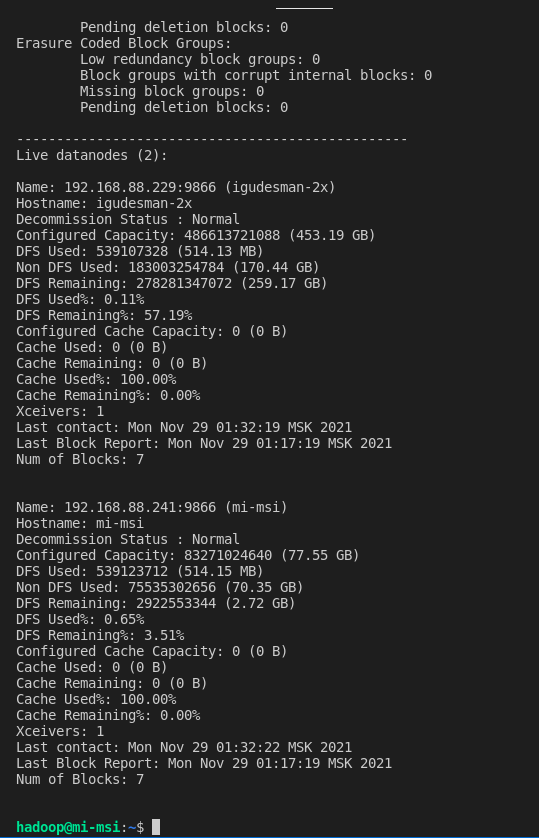 Pending deletion blocks: 0
Erasure Coded Block Groups:
Low redundancy block groups: 0
Block groups with corrupt internal blocks: 0
Missing block groups: 0
Pending deletion blocks: 0
-------------------------------------------------
Live datanodes (2):
Name: 192.168.88.229:9866 (igudesman-2x)
Hostname: igudesman-2x
Decommission Status : Normal
Configured Capacity: 486613721088 (453.19 GB)
DFS Used: 539107328 (514.13 MB)
Non DFS Used: 183003254784 (170.44 GB)
DFS Remaining: 278281347072 (259.17 GB)
DFS Used%: 0.11%
DFS Remaining%: 57.19%
Configured Cache Capacity: 0 (0 B)
Cache Used: 0 (0 B)
Cache Remaining: 0 (0 B)
Cache Used%: 100.00%
Cache Remaining%: 0.00%
Xceivers: 1
Last contact: Mon Nov 29 01:32:19 MSK 2021
Last Block Report: Mon Nov 29 01:17:19 MSK 2021
Num of Blocks: 7
Name: 192.168.88.241:9866 (mi-msi)
Hostname: mi-msi
Decommission Status : Normal
Configured Capacity: 83271024640 (77.55 GB)
DFS Used: 539123712 (514.15 MB)
Non DFS Used: 75535302656 (70.35 GB)
DFS Remaining: 2922553344 (2.72 GB)
DFS Used%: 0.65%
DFS Remaining%: 3.51%
Configured Cache Capacity: 0 (0 B)
Cache Used: 0 (0 B)
Cache Remaining: 0 (0 B)
Cache Used%: 100.00%
Cache Remaining%: 0.00%
Xceivers: 1
Last contact: Mon Nov 29 01:32:22 MSK 2021
Last Block Report: Mon Nov 29 01:17:19 MSK 2021
Num of Blocks: 7
hadoop@mi-msi:~$